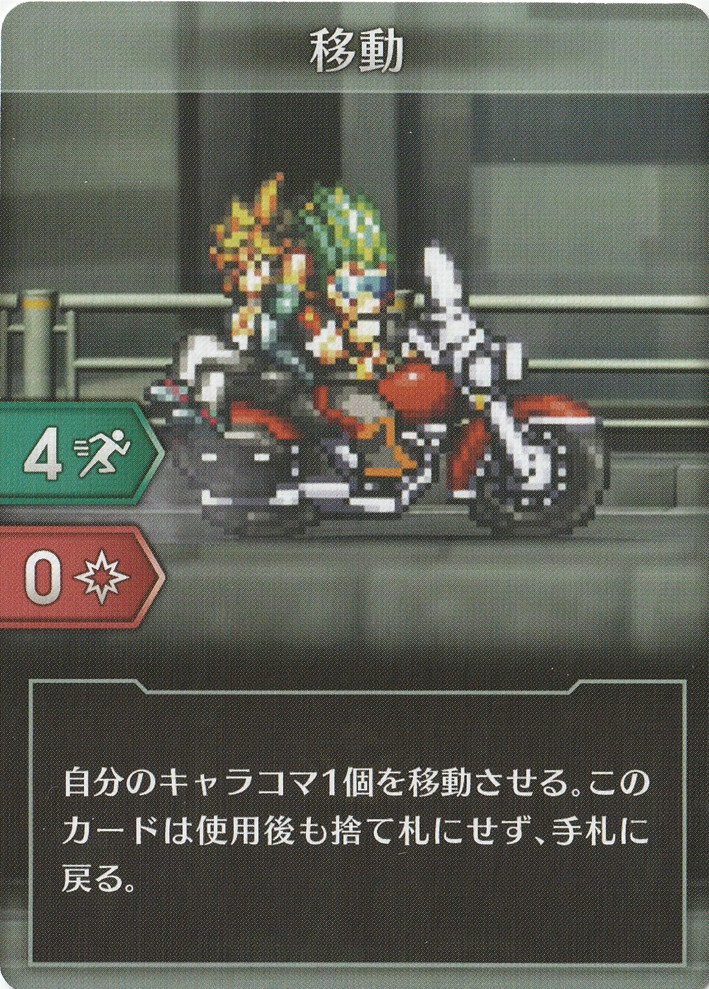 移動
4
0
自分のキャラコマ1個を移動させる。この
カードは使用後も捨て札にせず、手札に
戻る。